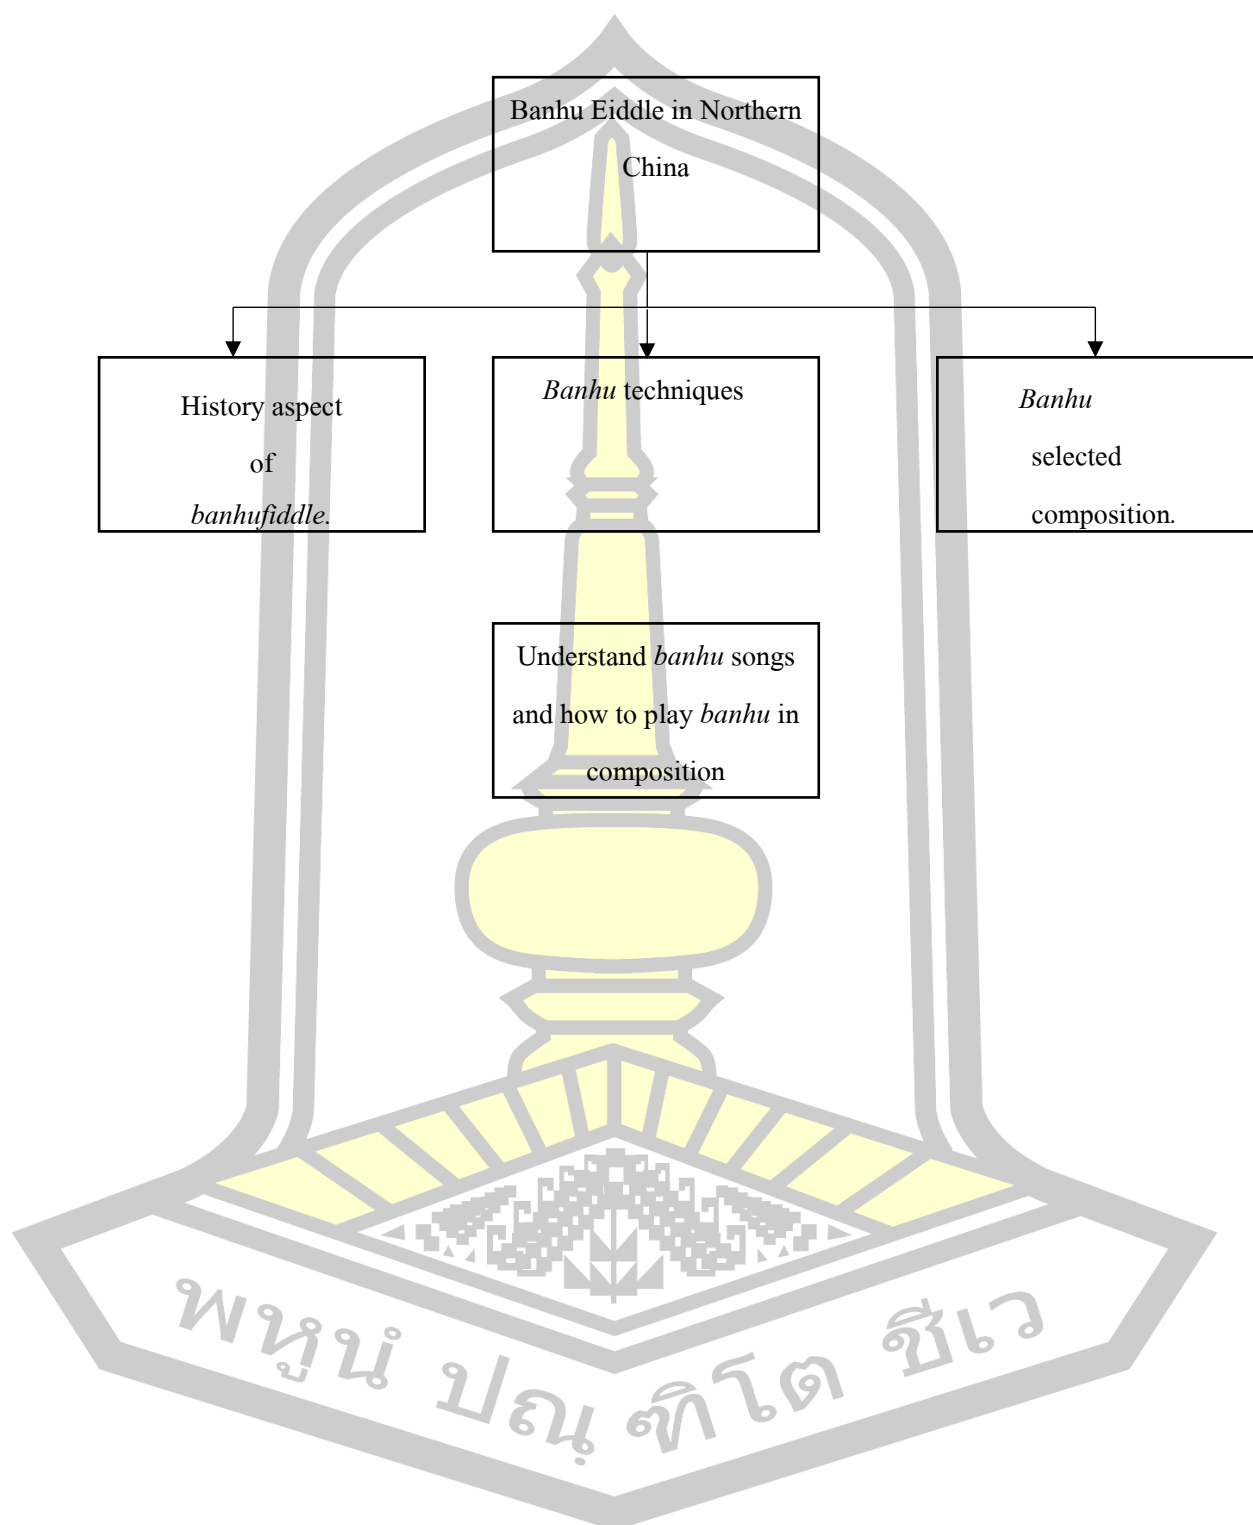 Banhu Eiddle in Northern
China
History aspect
of
banhufiddle.
Banhu techniques
Banhu
selected
composition.
Understand banhu songs
and how to play banhu in
composition
พหูนํ ปณฺฑิโต ชีเว